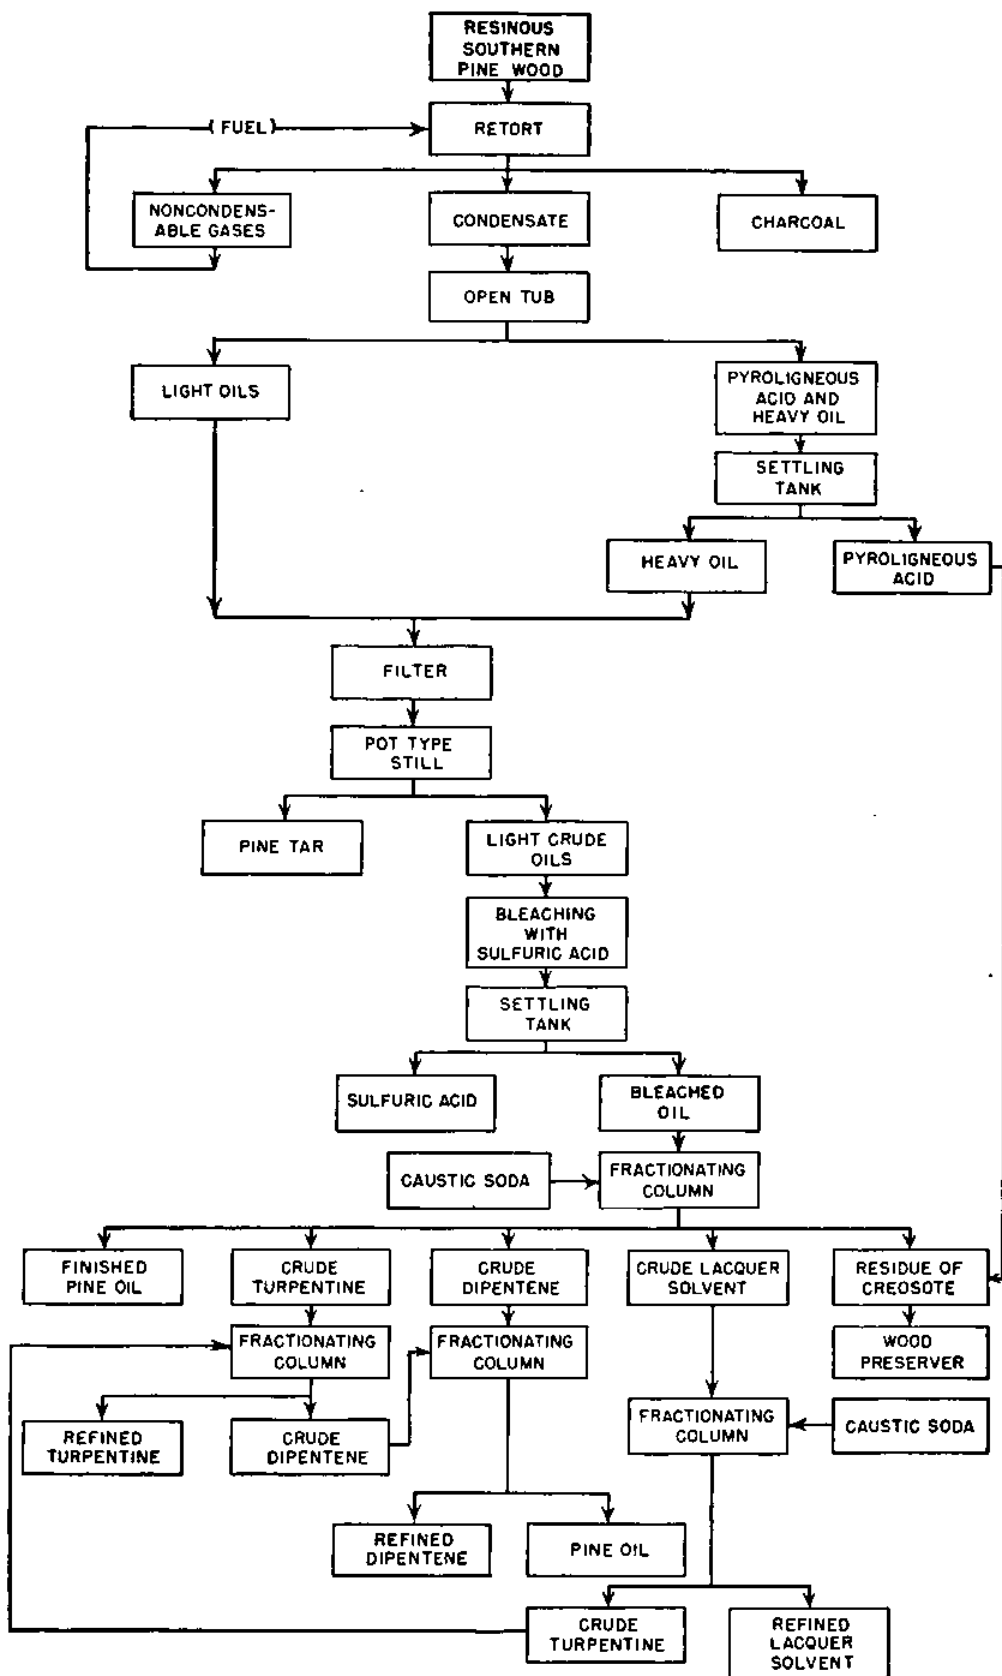 RESINOUS
SOUTHERN
PINE WOOD
(FUEL)
RETORT
NONCONDENS-
ABLE GASES
CONDENSATE
CHARCOAL
OPEN TUB
LIGHT OILS
PYROLIGNEOUS
ACID AND
HEAVY OIL
SETTLING
TANK
HEAVY OIL
PYROLIGNEOUS
ACID
FILTER
POT TYPE
STILL
PINE TAR
LIGHT CRUDE
OILS
BLEACHING
WITH
SULFURIC ACID
SETTLING
TANK
SULFURIC ACID
BLEACHED
OIL
CAUSTIC SODA
FRACTIONATING
COLUMN
FINISHED
PINE OIL
CRUDE
TURPENTINE
CRUDE
DIPENTENE
CRUDE LACQUER
SOLVENT
RESIDUE OF
CREOSOTE
FRACTIONATING
COLUMN
FRACTIONATING
COLUMN
WOOD
PRESERVER
REFINED
TURPENTINE
CRUDE
DIPENTENE
FRACTIONATING
COLUMN
CAUSTIC SODA
REFINED
DIPENTENE
PINE OIL
CRUDE
TURPENTINE
REFINED
LACQUER
SOLVENT